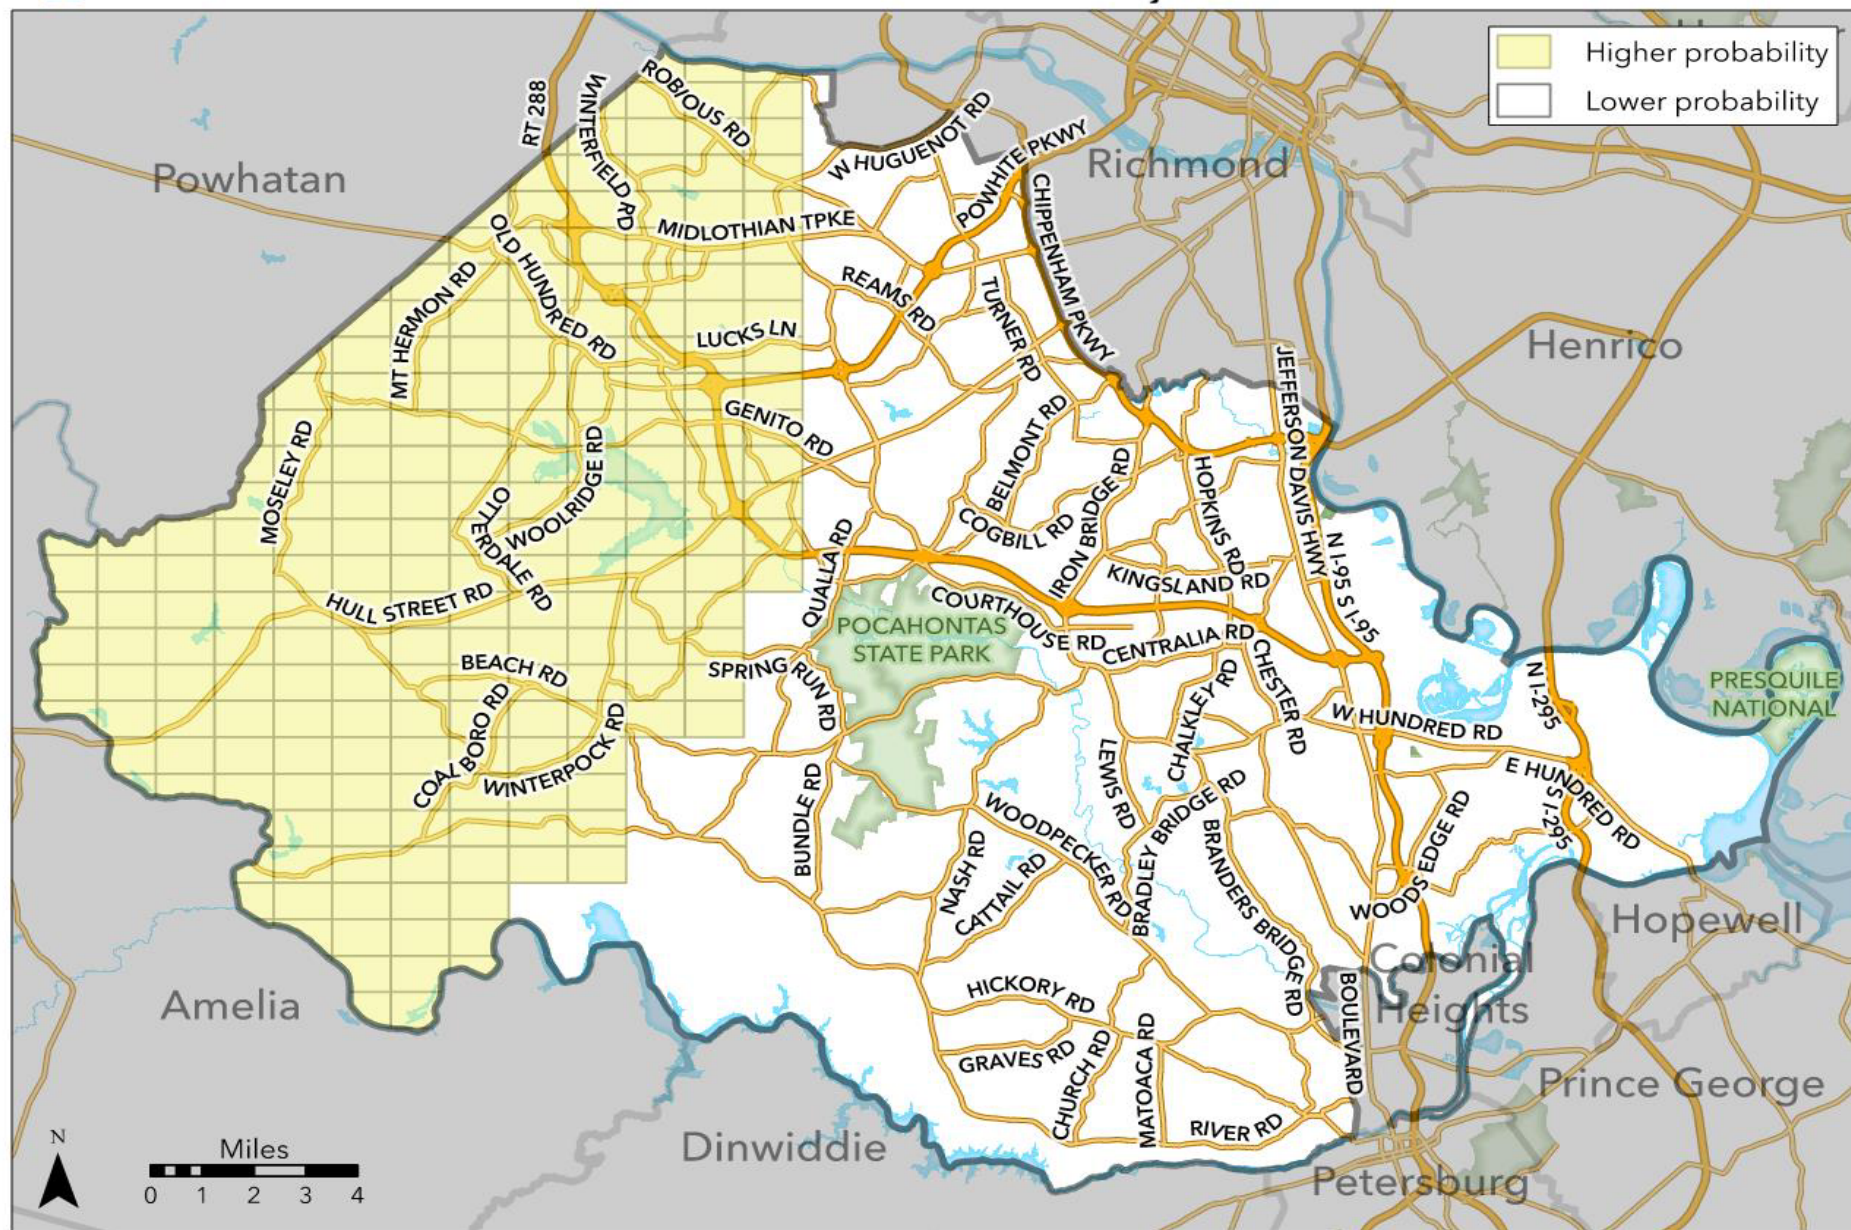 Higher probability
Lower probability
RT 288
WINTERFIELD RD
ROBIOUS RD
W HUGUENOT RD
POWHITE PKWY
CHIPPENHAM PKWY
Richmond
Powhatan
OLD HUNDRED RD
MIDLOTHIAN TPKE
MT HERMON RD
REAMS RD
TURNER RD
LUCKS LN
Henrico
JEFFERSON DAVIS HWY
GENITO RD
MOSELEY RD
WOOLRIDGE RD
BELMONT RD
IRON BRIDGE RD
HOPKINS RD
COGBILL RD
OTTERDALE RD
QUALLA RD
N I-95 S I-95
KINGSLAND RD
HULL STREET RD
COURTHOUSE RD
POCAHONTAS
STATE PARK
CENTRALIA RD
BEACH RD
SPRING RUN RD
CHALKLEY RD
CHESTER RD
N I-295
PRESQUILE
NATIONAL
COALBORO RD
WINTERPOCK RD
W HUNDRED RD
LEWIS RD
E HUNDRED RD
S I-295
BUNDLE RD
WOODPECKER RD
BRADLEY BRIDGE RD
BRANDERS BRIDGE RD
WOODS EDGE RD
NASH RD
CATTAIL RD
Hopewell
Colonial
Heights
Amelia
HICKORY RD
BOULEVARD
GRAVES RD
CHURCH RD
MATOACA RD
RIVER RD
Prince George
Dinwiddie
Petersburg
N
Miles
0 1 2 3 4